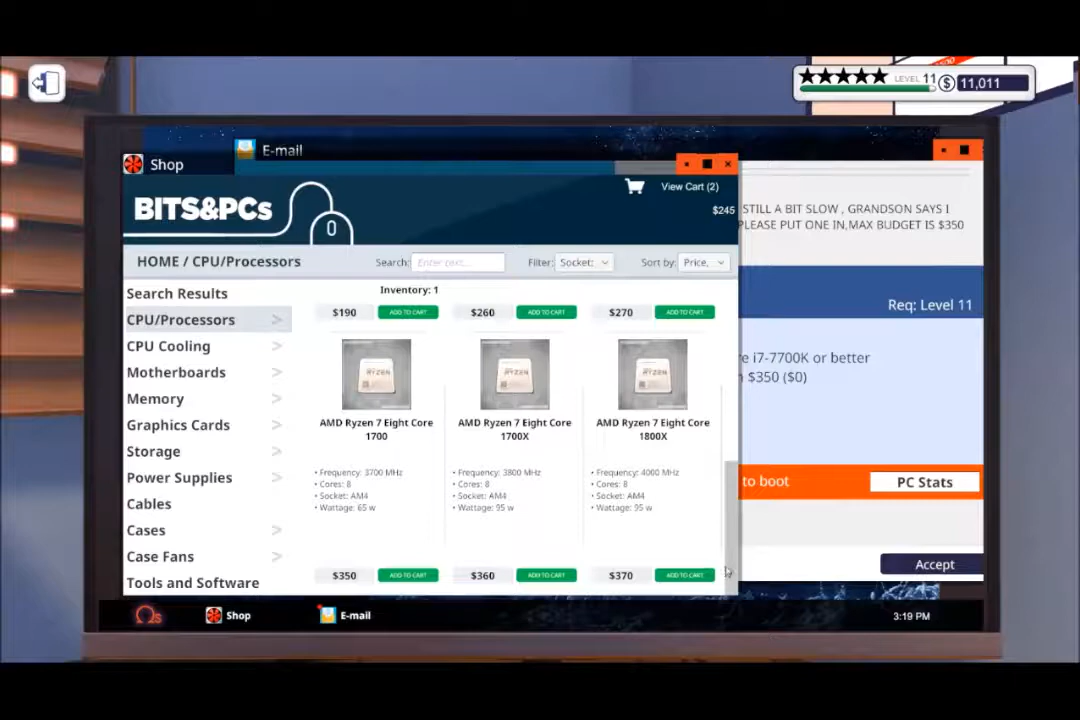 LEVEL 11
$ 11,011
E-mail
Shop
View Cart (2)
BITS&PCs
$245
STILL A BIT SLOW , GRANDSON SAYS I
PLEASE PUT ONE IN,MAX BUDGET IS $350
HOME / CPU/Processors
Search: Enter text...
Filter: Socket:
Sort by: Price,
Search Results
CPU/Processors >
CPU Cooling >
Motherboards >
Memory >
Graphics Cards >
Storage >
Power Supplies >
Cables
Cases >
Case Fans >
Tools and Software
Inventory: 1
$190 ADD TO CART
$260 ADD TO CART
$270 ADD TO CART
RYZEN
RYZEN
RYZEN
AMD Ryzen 7 Eight Core
1700
• Frequency: 3700 MHz
• Cores: 8
• Socket: AM4
• Wattage: 65 w
$350 ADD TO CART
AMD Ryzen 7 Eight Core
1700X
• Frequency: 3800 MHz
• Cores: 8
• Socket: AM4
• Wattage: 95 w
$360 ADD TO CART
AMD Ryzen 7 Eight Core
1800X
• Frequency: 4000 MHz
• Cores: 8
• Socket: AM4
• Wattage: 95 w
$370 ADD TO CART
Req: Level 11
e i7-7700K or better
$350 ($0)
to boot
PC Stats
Accept
Ωs
Shop
E-mail
3:19 PM